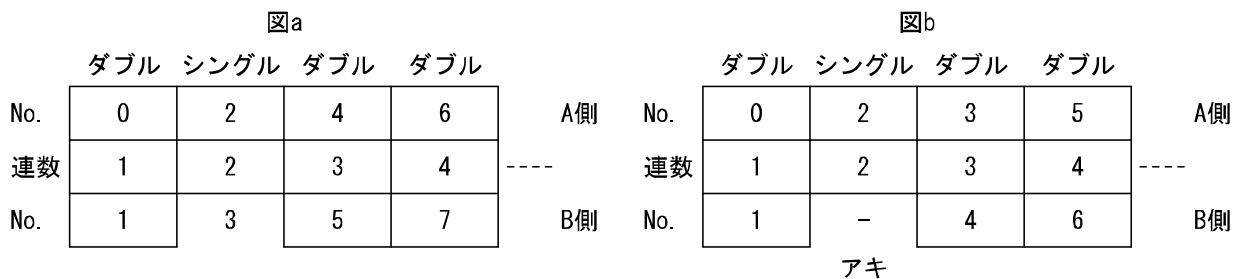 図a
ダブル シングル ダブル ダブル
No. 0 2 4 6 A側
連数 1 2 3 4 ----
No. 1 3 5 7 B側
図b
ダブル シングル ダブル ダブル
No. 0 2 3 5 A側
連数 1 2 3 4 ----
No. 1 － 4 6 B側
アキ